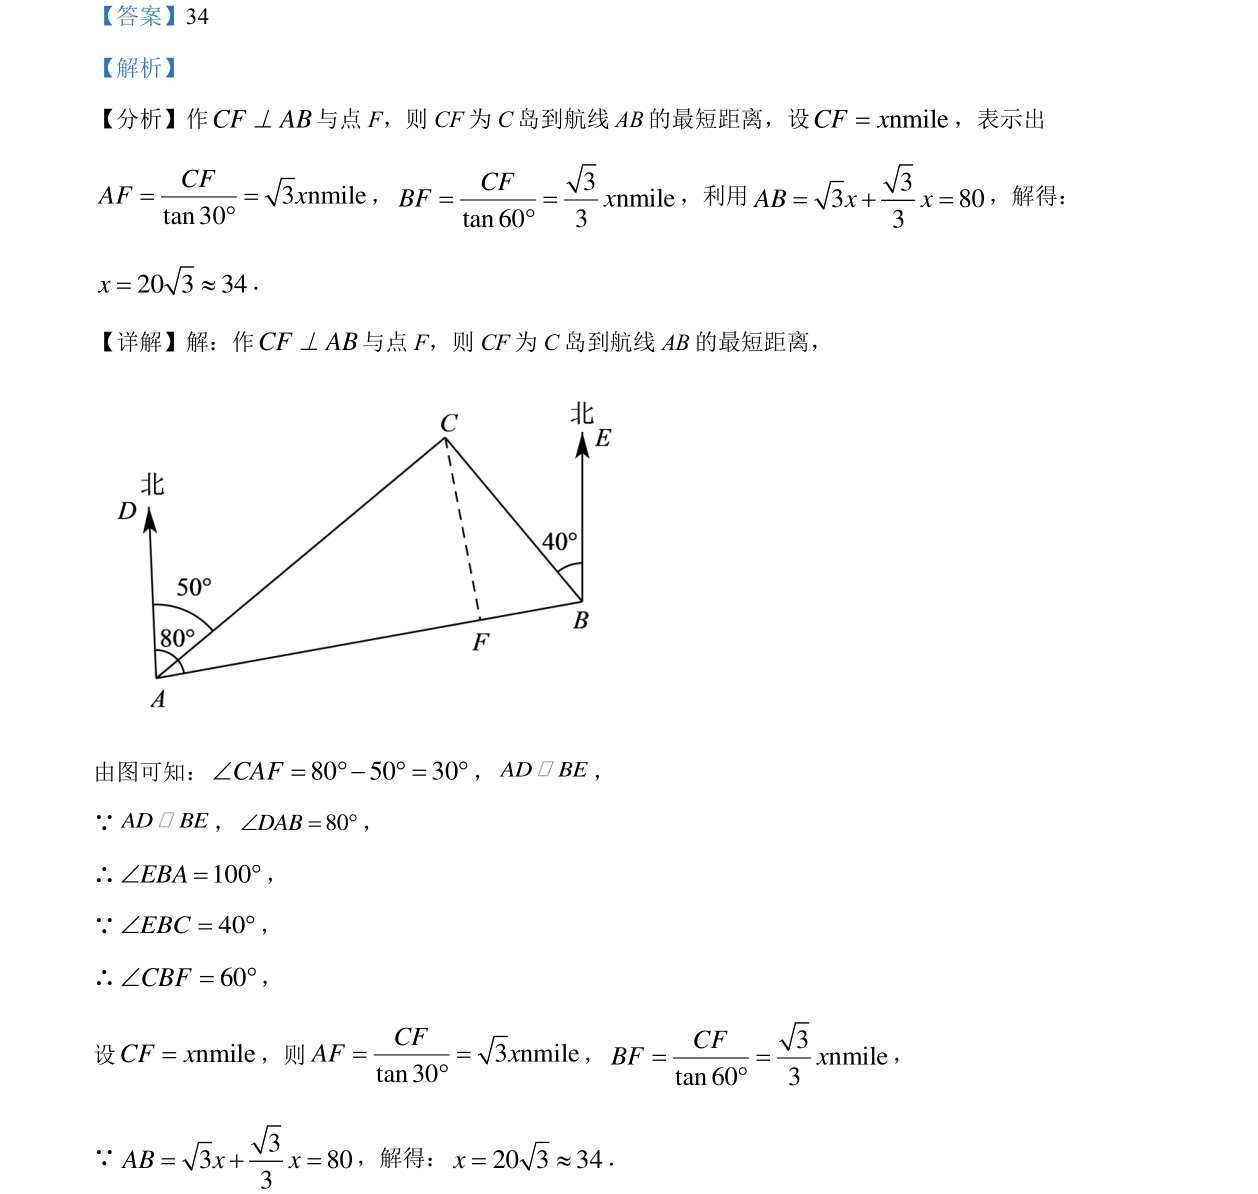 【答案】34
【解析】
【分析】作 CF ⊥ AB 与点 F，则 CF 为 C 岛到航线 AB 的最短距离，设 CF = xnmile，表示出
AF = CF/tan 30° = √3xnmile，BF = CF/tan 60° = √3/3 xnmile，利用 AB = √3x + √3/3 x = 80，解得：
x = 20√3 ≈ 34．
【详解】解：作 CF ⊥ AB 与点 F，则 CF 为 C 岛到航线 AB 的最短距离，
北
C
E
北
D
40°
50°
B
80°
F
A
由图可知：∠CAF = 80° − 50° = 30°，AD▯BE，
∵ AD▯BE，∠DAB = 80°，
∴ ∠EBA = 100°，
∵ ∠EBC = 40°，
∴ ∠CBF = 60°，
设 CF = xnmile，则 AF = CF/tan 30° = √3xnmile，BF = CF/tan 60° = √3/3 xnmile，
∵ AB = √3x + √3/3 x = 80，解得：x = 20√3 ≈ 34．